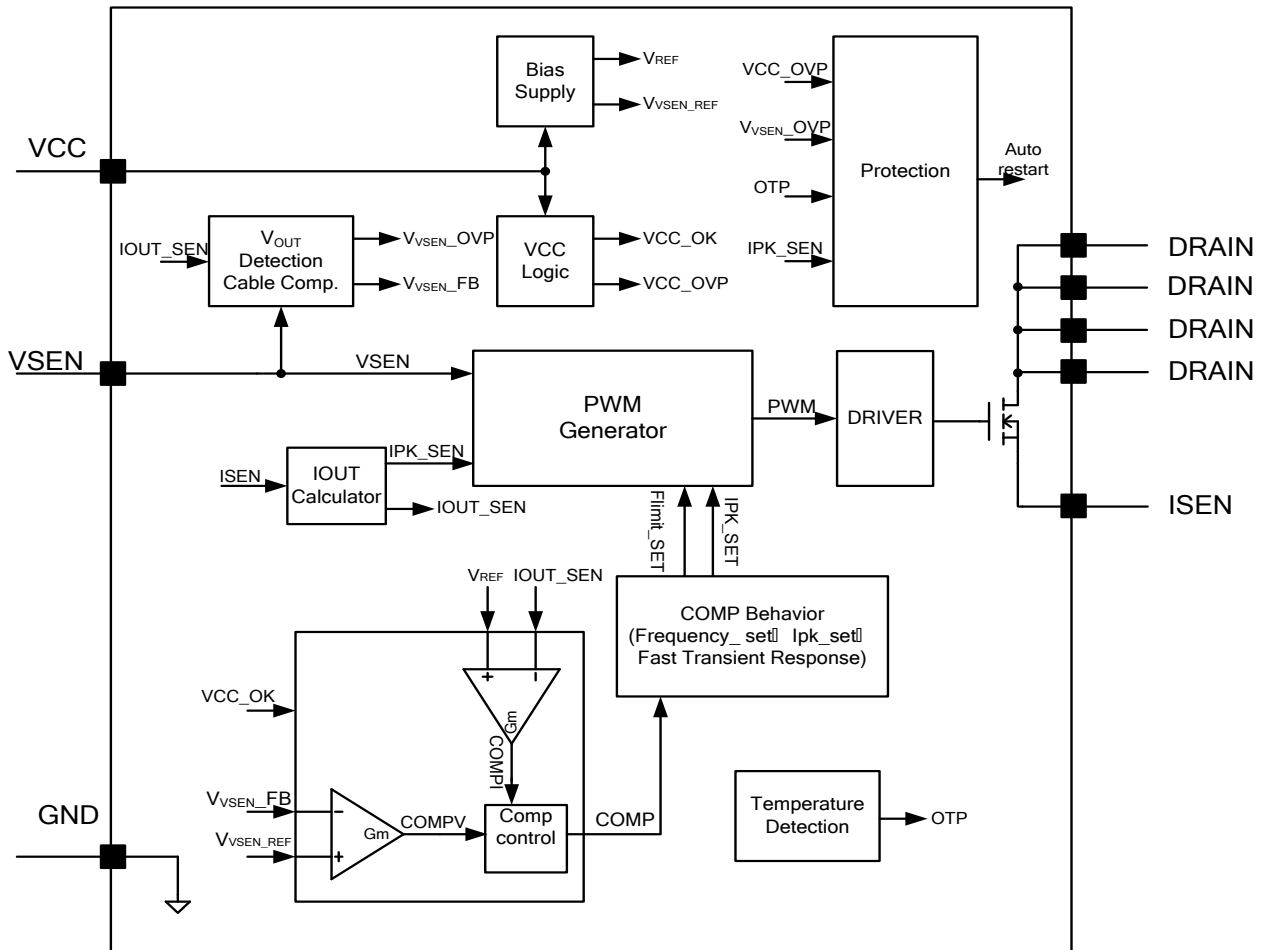 VCC
VSEN
GND
Bias
Supply
VREF
VVSEN_REF
VCC_OVP
VVSEN_OVP
OTP
IPK_SEN
Protection
Auto
restart
IOUT_SEN
VOUT
Detection
Cable Comp.
VVSEN_OVP
VVSEN_FB
VCC
Logic
VCC_OK
VCC_OVP
DRAIN
DRAIN
DRAIN
DRAIN
ISEN
VSEN
PWM
Generator
PWM
DRIVER
ISEN
IOUT
Calculator
IPK_SEN
IOUT_SEN
Flimit_SET
IPK_SET
VREF
IOUT_SEN
COMP Behavior
(Frequency_ set▯ Ipk_set▯
Fast Transient Response)
VCC_OK
+
−
Gm
COMPI
VVSEN_FB
VVSEN_REF
−
+
Gm
COMPV
Comp
control
COMP
Temperature
Detection
OTP